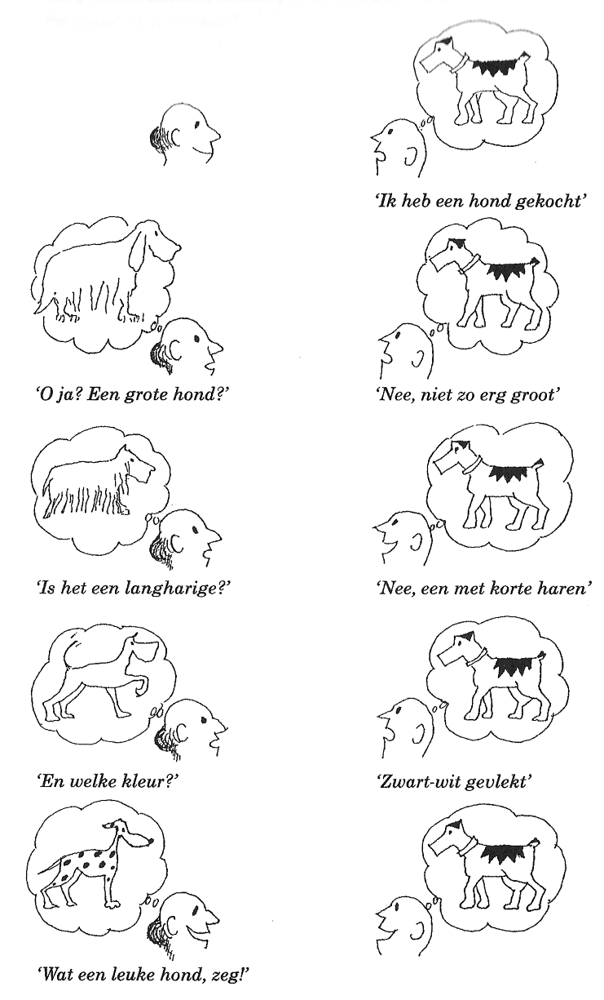 'Ik heb een hond gekocht'
'O ja? Een grote hond?'
'Nee, niet zo erg groot'
'Is het een langharige?'
'Nee, een met korte haren'
'En welke kleur?'
'Zwart-wit gevlekt'
'Wat een leuke hond, zeg!'